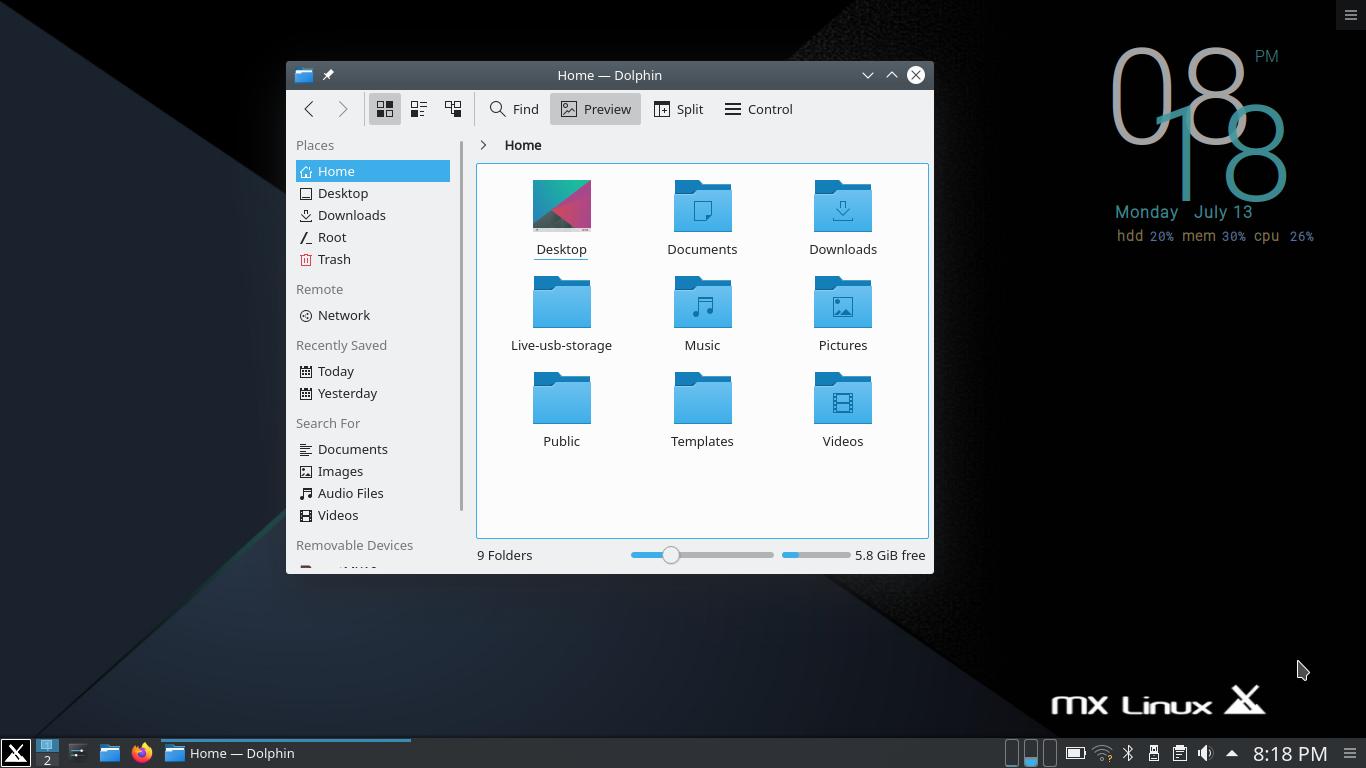 Home — Dolphin
Find
Preview
Split
Control
Places
Home
Desktop
Downloads
Root
Trash
Remote
Network
Recently Saved
Today
Yesterday
Search For
Documents
Images
Audio Files
Videos
Removable Devices
Home
Desktop
Documents
Downloads
Live-usb-storage
Music
Pictures
Public
Templates
Videos
9 Folders
5.8 GiB free
08 PM
18
Monday July 13
hdd 20% mem 30% cpu 26%
MX Linux
2
Home — Dolphin
8:18 PM